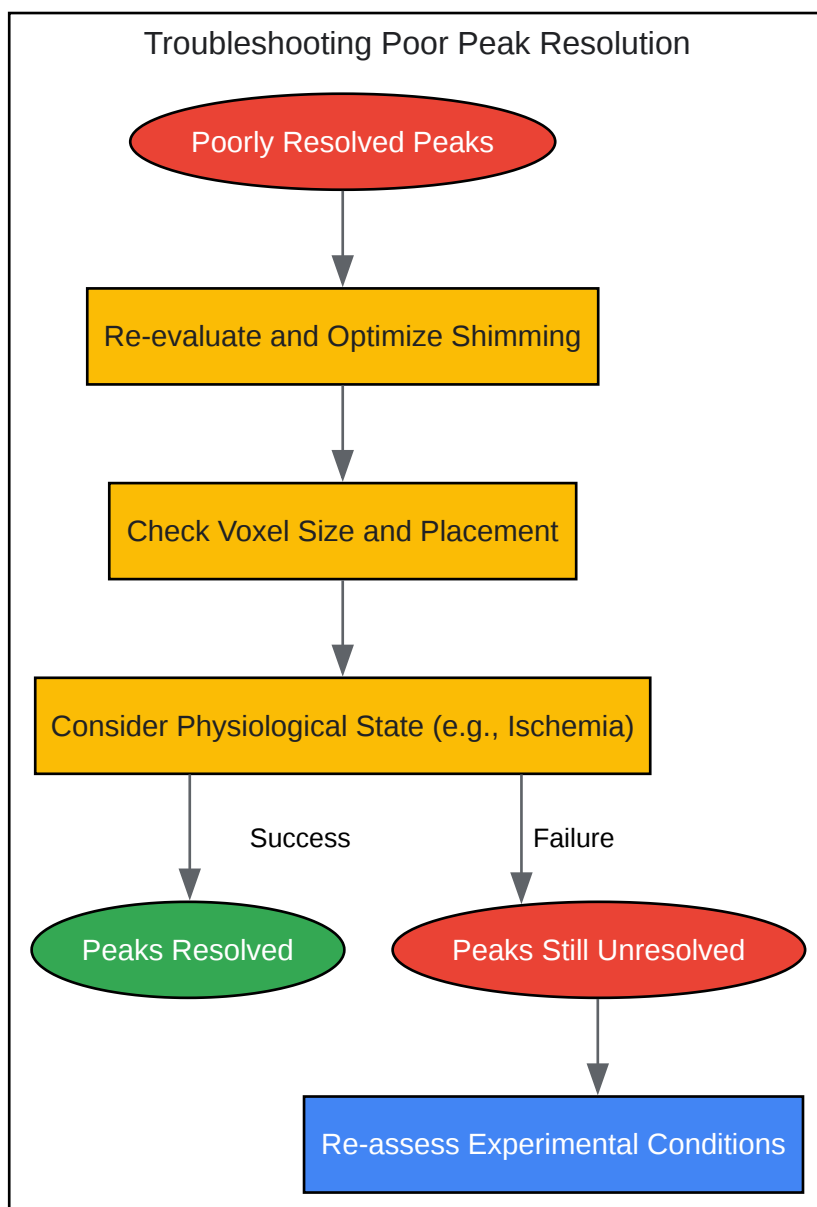 Troubleshooting Poor Peak Resolution
Poorly Resolved Peaks
Re-evaluate and Optimize Shimming
Check Voxel Size and Placement
Consider Physiological State (e.g., Ischemia)
Success
Failure
Peaks Resolved
Peaks Still Unresolved
Re-assess Experimental Conditions